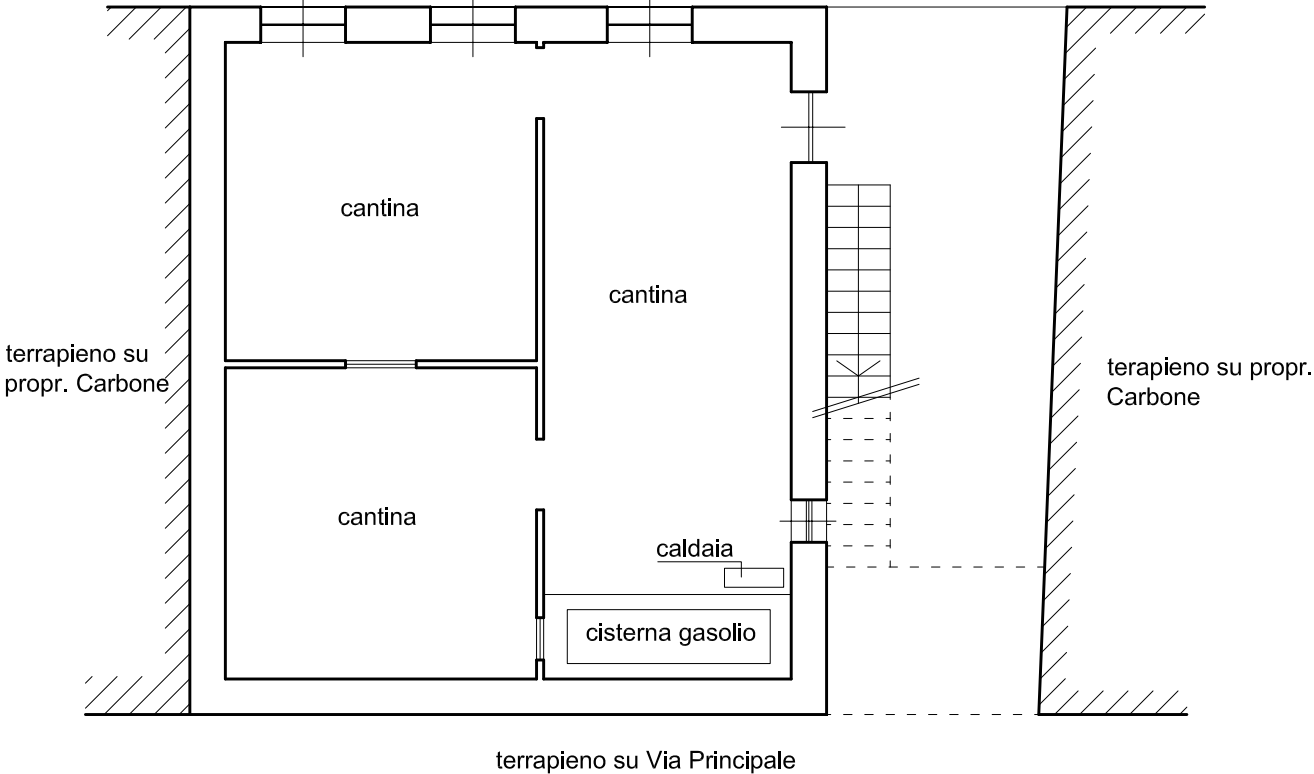 cantina
cantina
terrapieno su
propr. Carbone
terapieno su propr.
Carbone
cantina
caldaia
cisterna gasolio
terrapieno su Via Principale